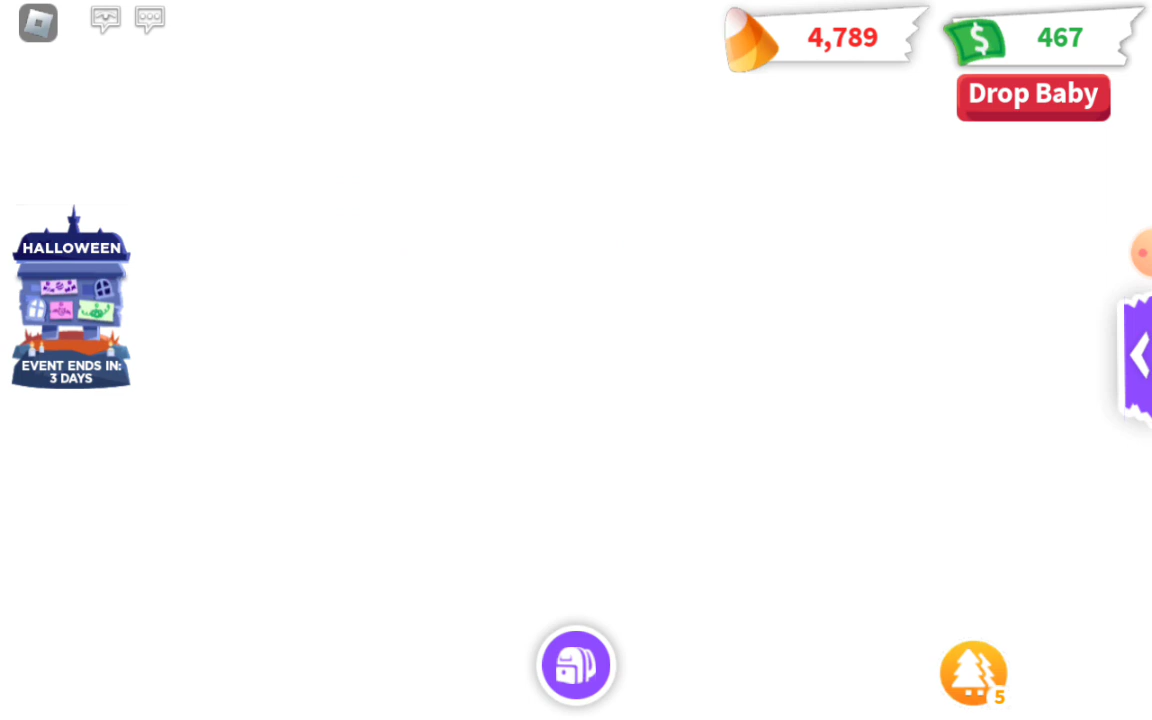 4,789
467
Drop Baby
HALLOWEEN
EVENT ENDS IN:
3 DAYS
5